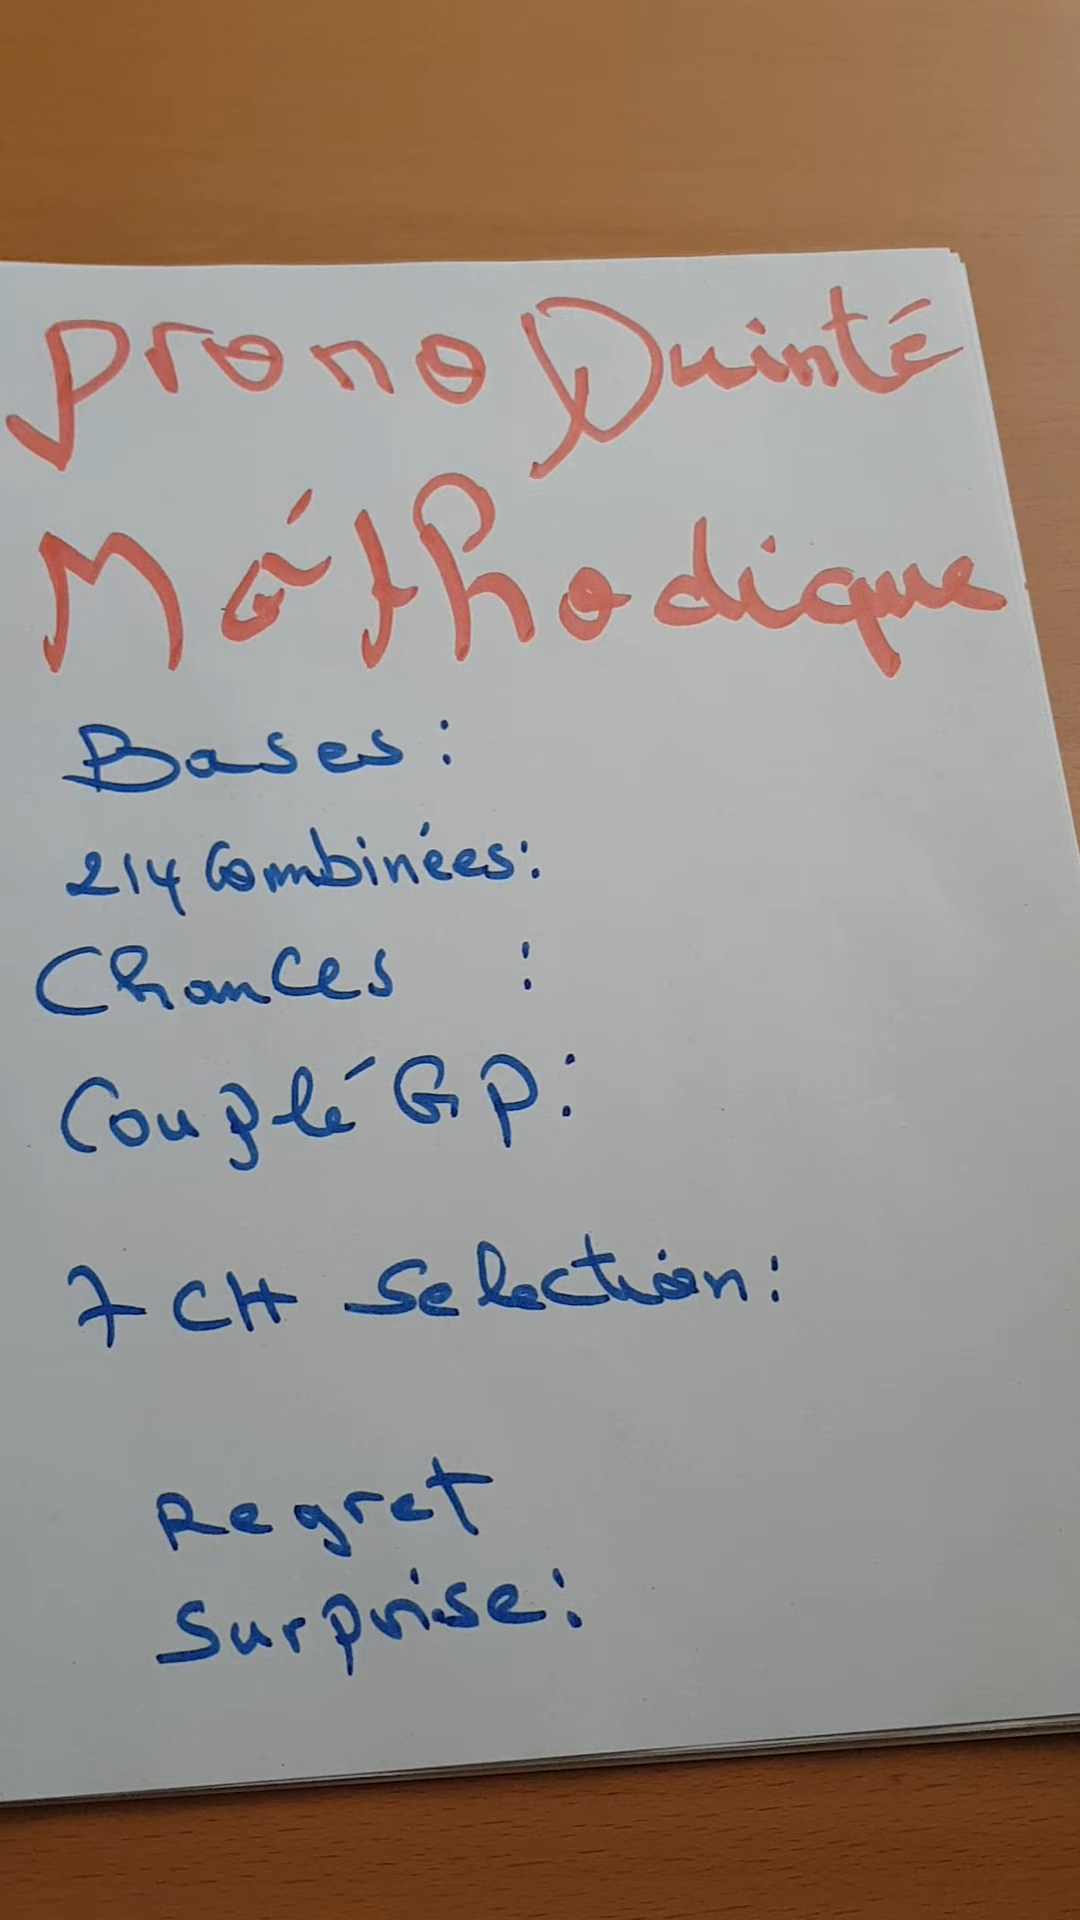 Prono Quinté
Méthodique
Bases:
214 Combinées:
Chances :
Couplé GP:
7 CH Selection:
Regret
Surprise: